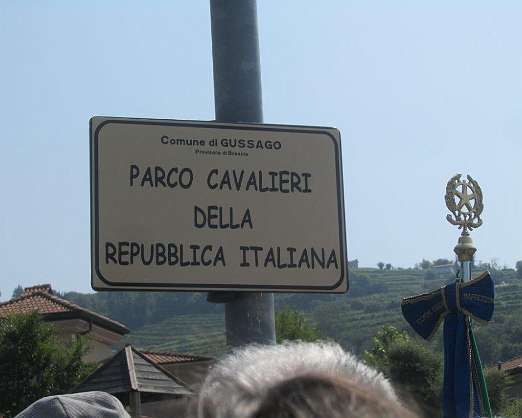 Comune di GUSSAGO
Provincia di Brescia
PARCO CAVALIERI
DELLA
REPUBBLICA ITALIANA